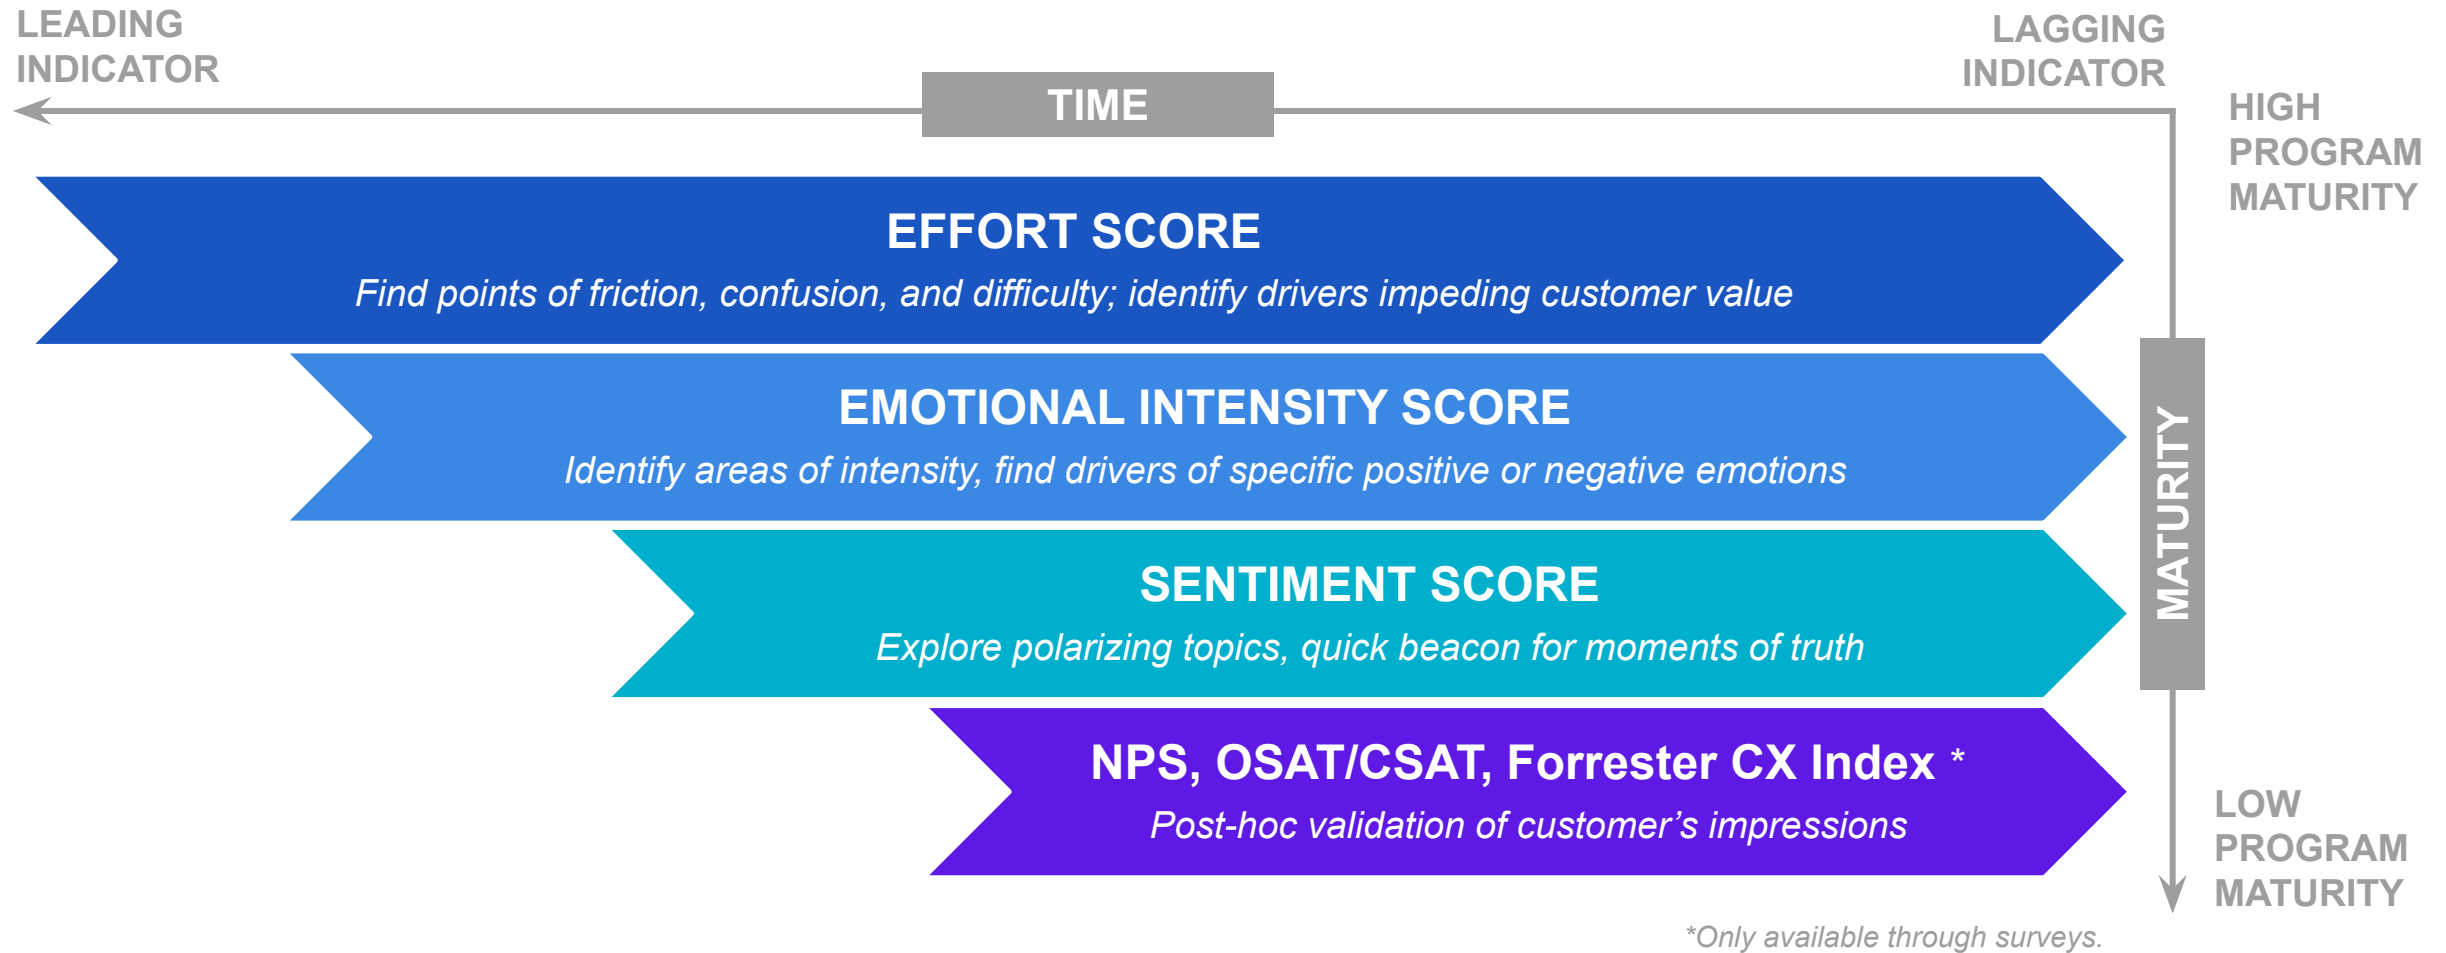 LEADING
INDICATOR
LAGGING
INDICATOR
TIME
HIGH
PROGRAM
MATURITY
EFFORT SCORE
Find points of friction, confusion, and difficulty; identify drivers impeding customer value
EMOTIONAL INTENSITY SCORE
Identify areas of intensity, find drivers of specific positive or negative emotions
MATURITY
SENTIMENT SCORE
Explore polarizing topics, quick beacon for moments of truth
NPS, OSAT/CSAT, Forrester CX Index *
Post-hoc validation of customer’s impressions
LOW
PROGRAM
MATURITY
*Only available through surveys.